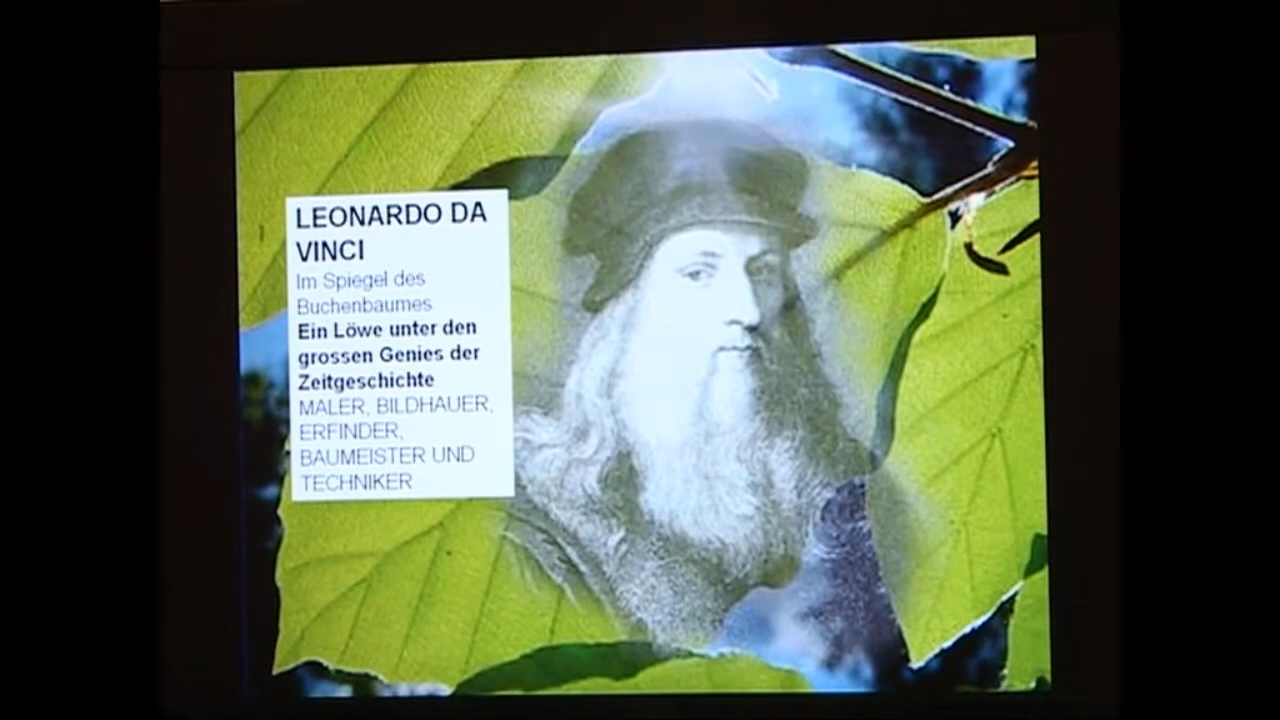 LEONARDO DA
VINCI
Im Spiegel des
Buchenbaumes
Ein Löwe unter den
grossen Genies der
Zeitgeschichte
MALER, BILDHAUER,
ERFINDER,
BAUMEISTER UND
TECHNIKER